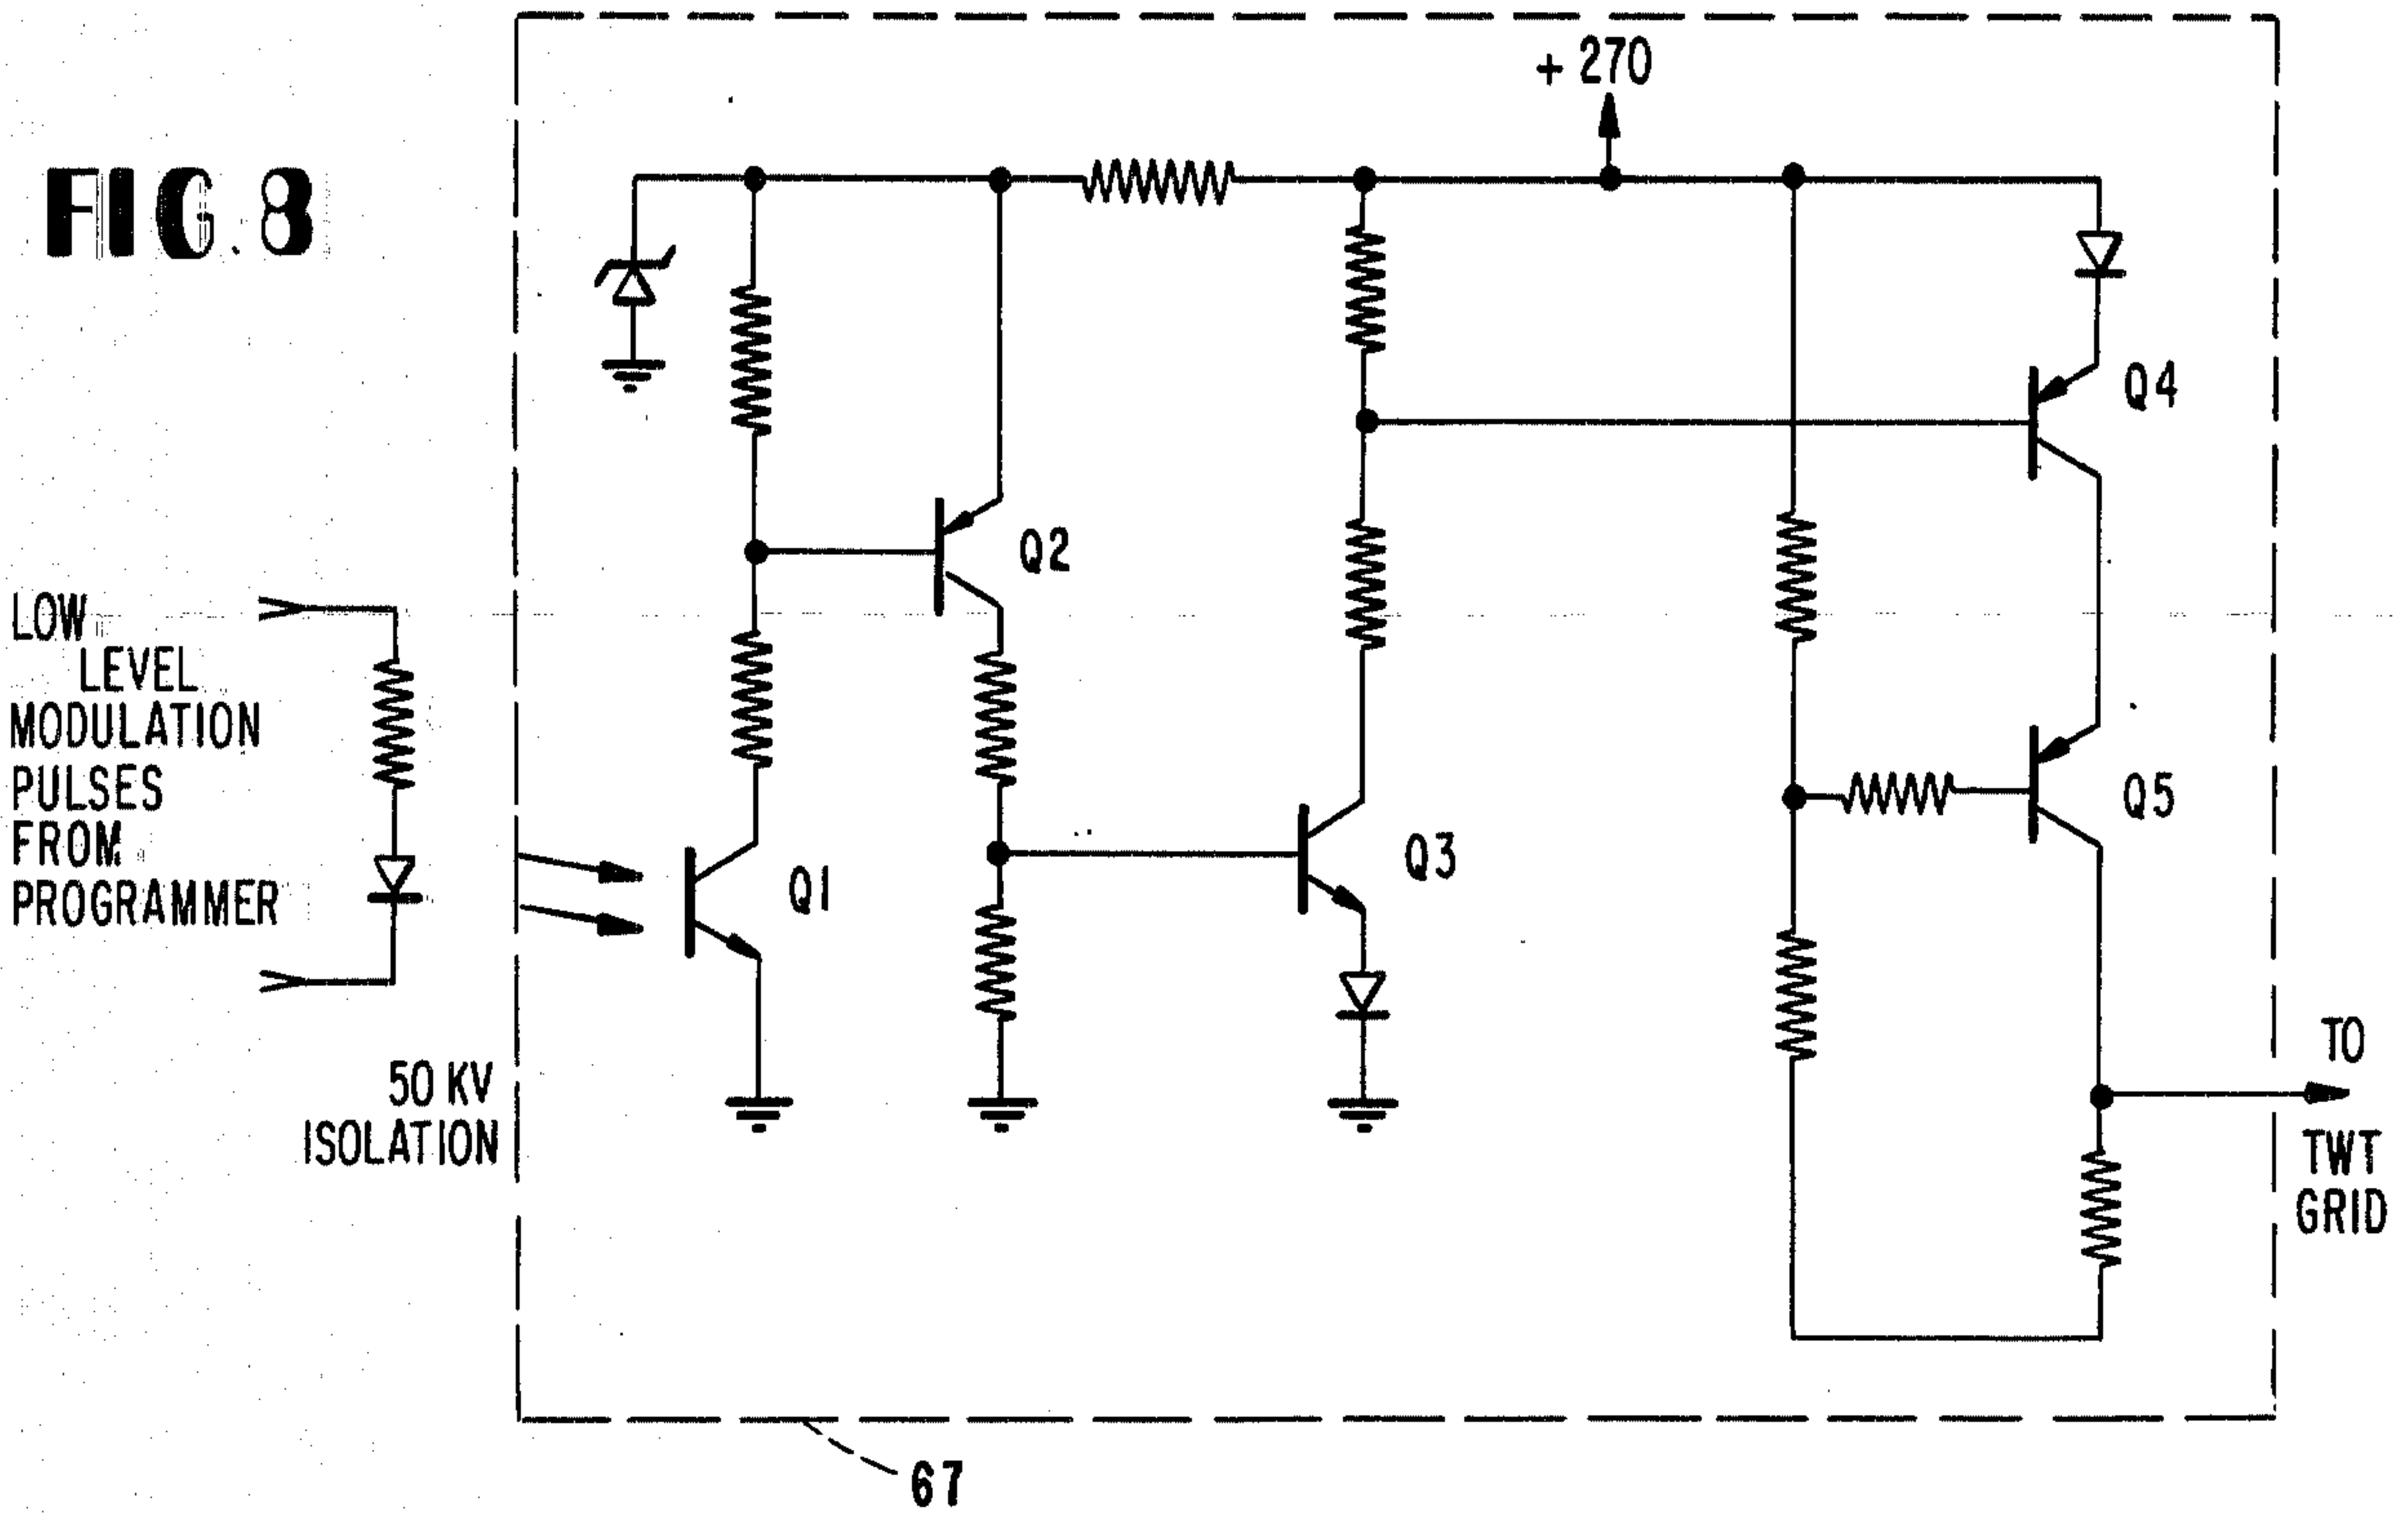 FIG.8
+ 270
Q4
Q2
LOW
LEVEL
MODULATION
PULSES
FROM
PROGRAMMER
Q5
Q3
Q1
50 KV
ISOLATION
TO
TWT
GRID
67